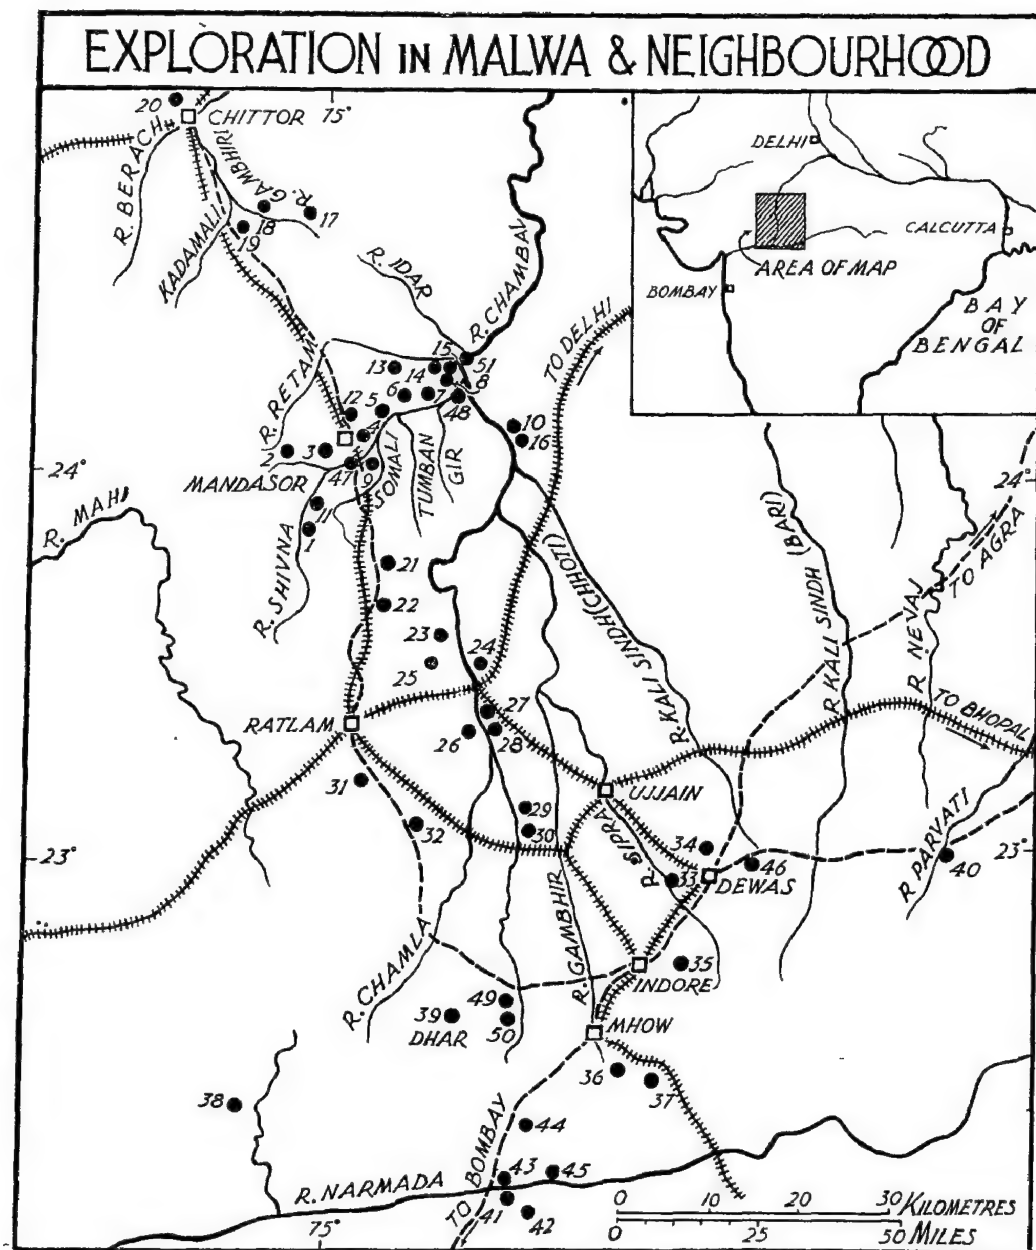 EXPLORATION IN MALWA & NEIGHBOURHOOD
20
CHITTOR
75°
R. BERACH
R. GAMBHIRI
KADAMALI
18
17
19
R. IDAR
R. CHAMBAL
TO DELHI
DELHI
CALCUTTA
AREA OF MAP
BOMBAY
BAY
OF
BENGAL
R. RETAM
13
14
15
51
8
12
5
6
7
48
10
16
2
3
4
47
9
MANDASOR
SOMALI
TUMBAN
GIR
24°
24°
R. MAHI
11
1
R. SHIVNA
21
22
23
24
25
R. KALI SINDH (CHHOTI)
R KALI SINDH (BARI)
R NEVAJ
TO AGRA
RATLAM
27
26
28
TO BHOPAL
31
UJJAIN
32
29
30
R. SIPRA
34
23°
33
46
DEWAS
R PARVATI
40
23°
R. CHAMLA
R. GAMBHIR
35
INDORE
39
DHAR
49
50
MHOW
36
37
38
44
TO BOMBAY
43
45
R. NARMADA
41
42
75°
0 10 20 30 KILOMETRES
0 25 50 MILES